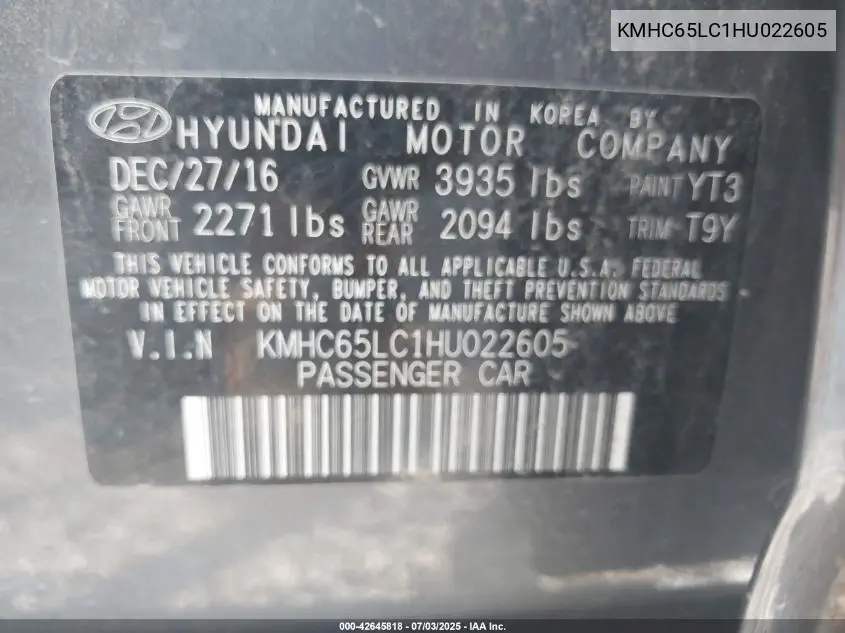 KMHC65LC1HU022605
MANUFACTURED IN KOREA BY
HYUNDAI MOTOR COMPANY
DEC/27/16 GVWR 3935 lbs PAINT YT3
GAWR FRONT 2271 lbs GAWR REAR 2094 lbs TRIM T9Y
THIS VEHICLE CONFORMS TO ALL APPLICABLE U.S.A. FEDERAL
MOTOR VEHICLE SAFETY, BUMPER, AND THEFT PREVENTION STANDARDS
IN EFFECT ON THE DATE OF MANUFACTURE SHOWN ABOVE
V.I.N KMHC65LC1HU022605
PASSENGER CAR
000-42645818 - 07/03/2025 - IAA Inc.